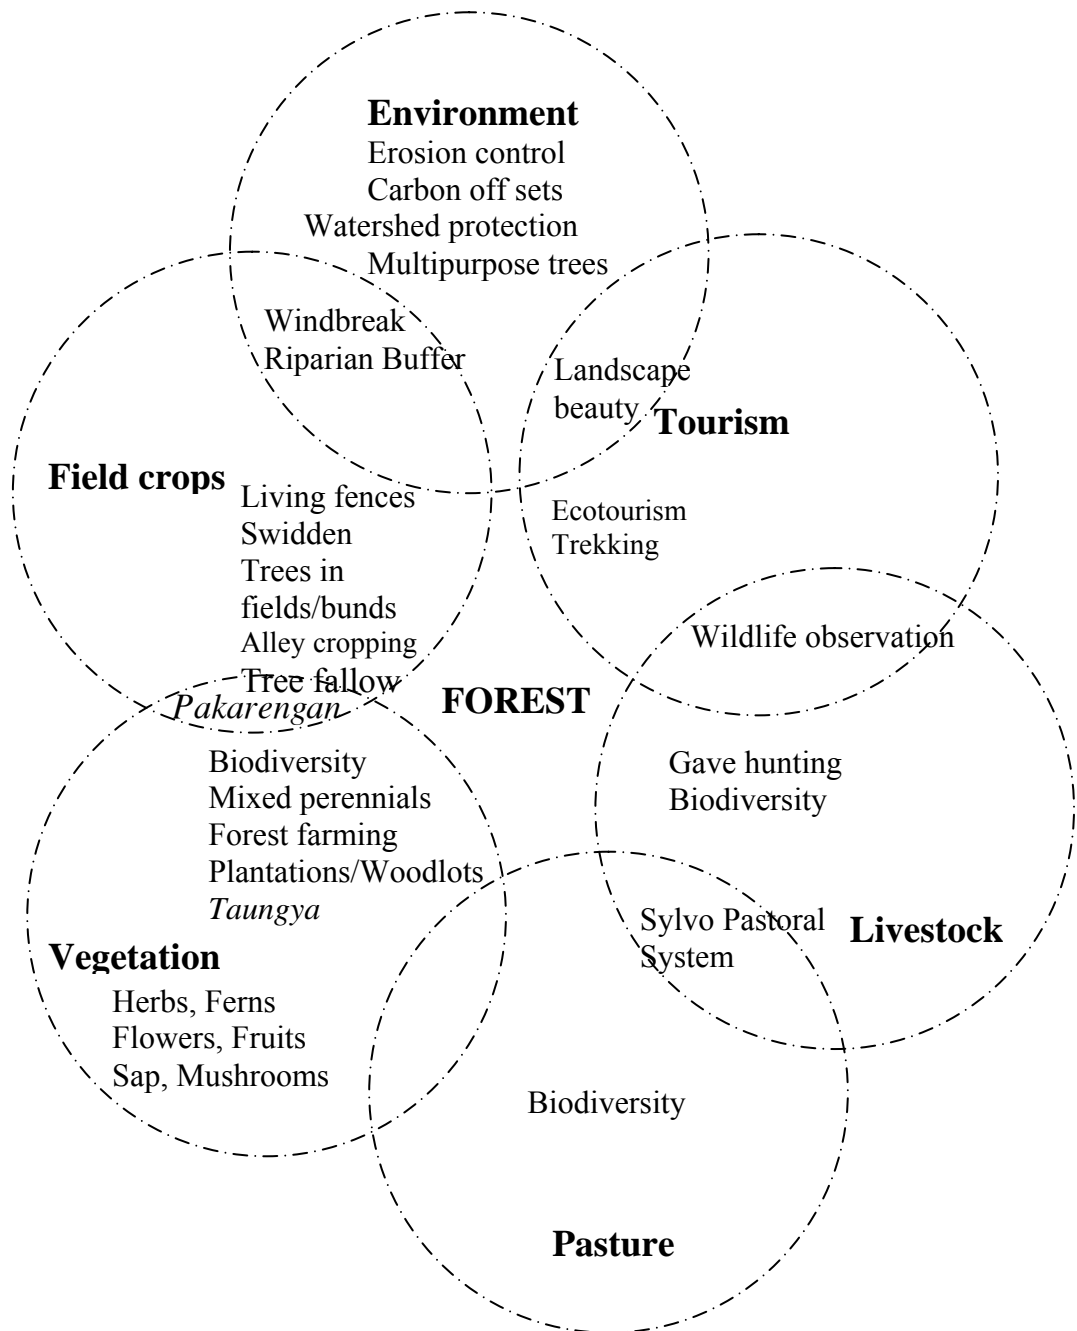 Environment
Erosion control
Carbon off sets
Watershed protection
Multipurpose trees
Windbreak
Riparian Buffer
Landscape
beauty
Tourism
Field crops
Living fences
Swidden
Trees in
fields/bunds
Alley cropping
Tree fallow
Pakarengan
Ecotourism
Trekking
Wildlife observation
FOREST
Biodiversity
Mixed perennials
Forest farming
Plantations/Woodlots
Taungya
Gave hunting
Biodiversity
Sylvo Pastoral
System
Livestock
Vegetation
Herbs, Ferns
Flowers, Fruits
Sap, Mushrooms
Biodiversity
Pasture